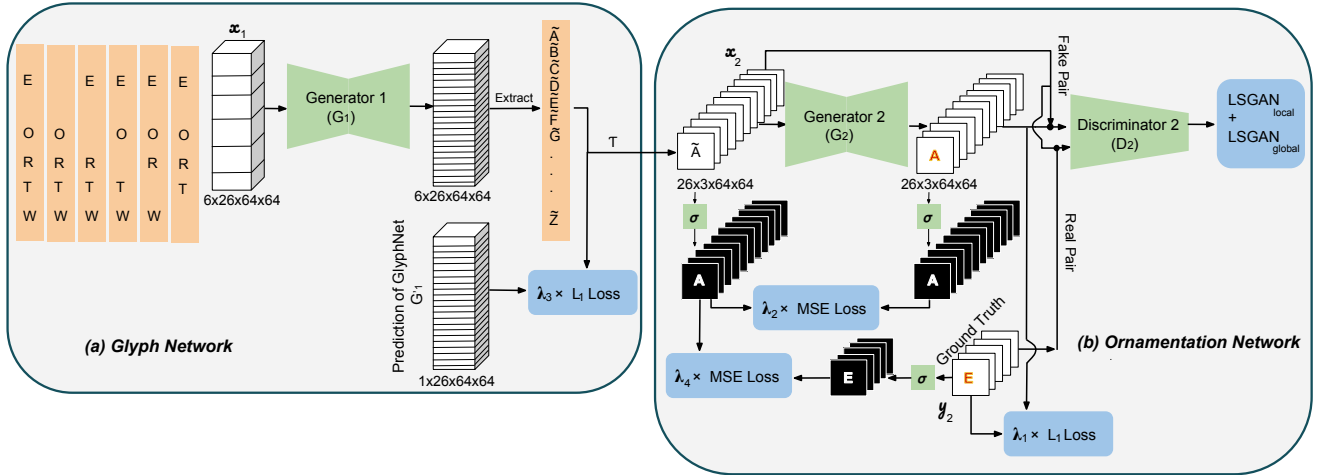 E O R T W
O R T W
E R T W
E O T W
E O R W
E O R T
𝔁₁
6x26x64x64
Generator 1
(G₁)
6x26x64x64
Extract
Ã
B̃
C̃
D̃
Ẽ
F̃
G̃
.
.
.
.
Z̃
T
Prediction of GlyphNet
G'₁
1x26x64x64
λ₃ × L₁ Loss
(a) Glyph Network
𝔁₂
Ã
26x3x64x64
Generator 2
(G₂)
A
26x3x64x64
Fake Pair
Discriminator 2
(D₂)
LSGAN local
+
LSGAN global
Real Pair
σ
σ
A
A
λ₂ × MSE Loss
λ₄ × MSE Loss
E
σ
Ground Truth
E
𝔂₂
λ₁ × L₁ Loss
(b) Ornamentation Network